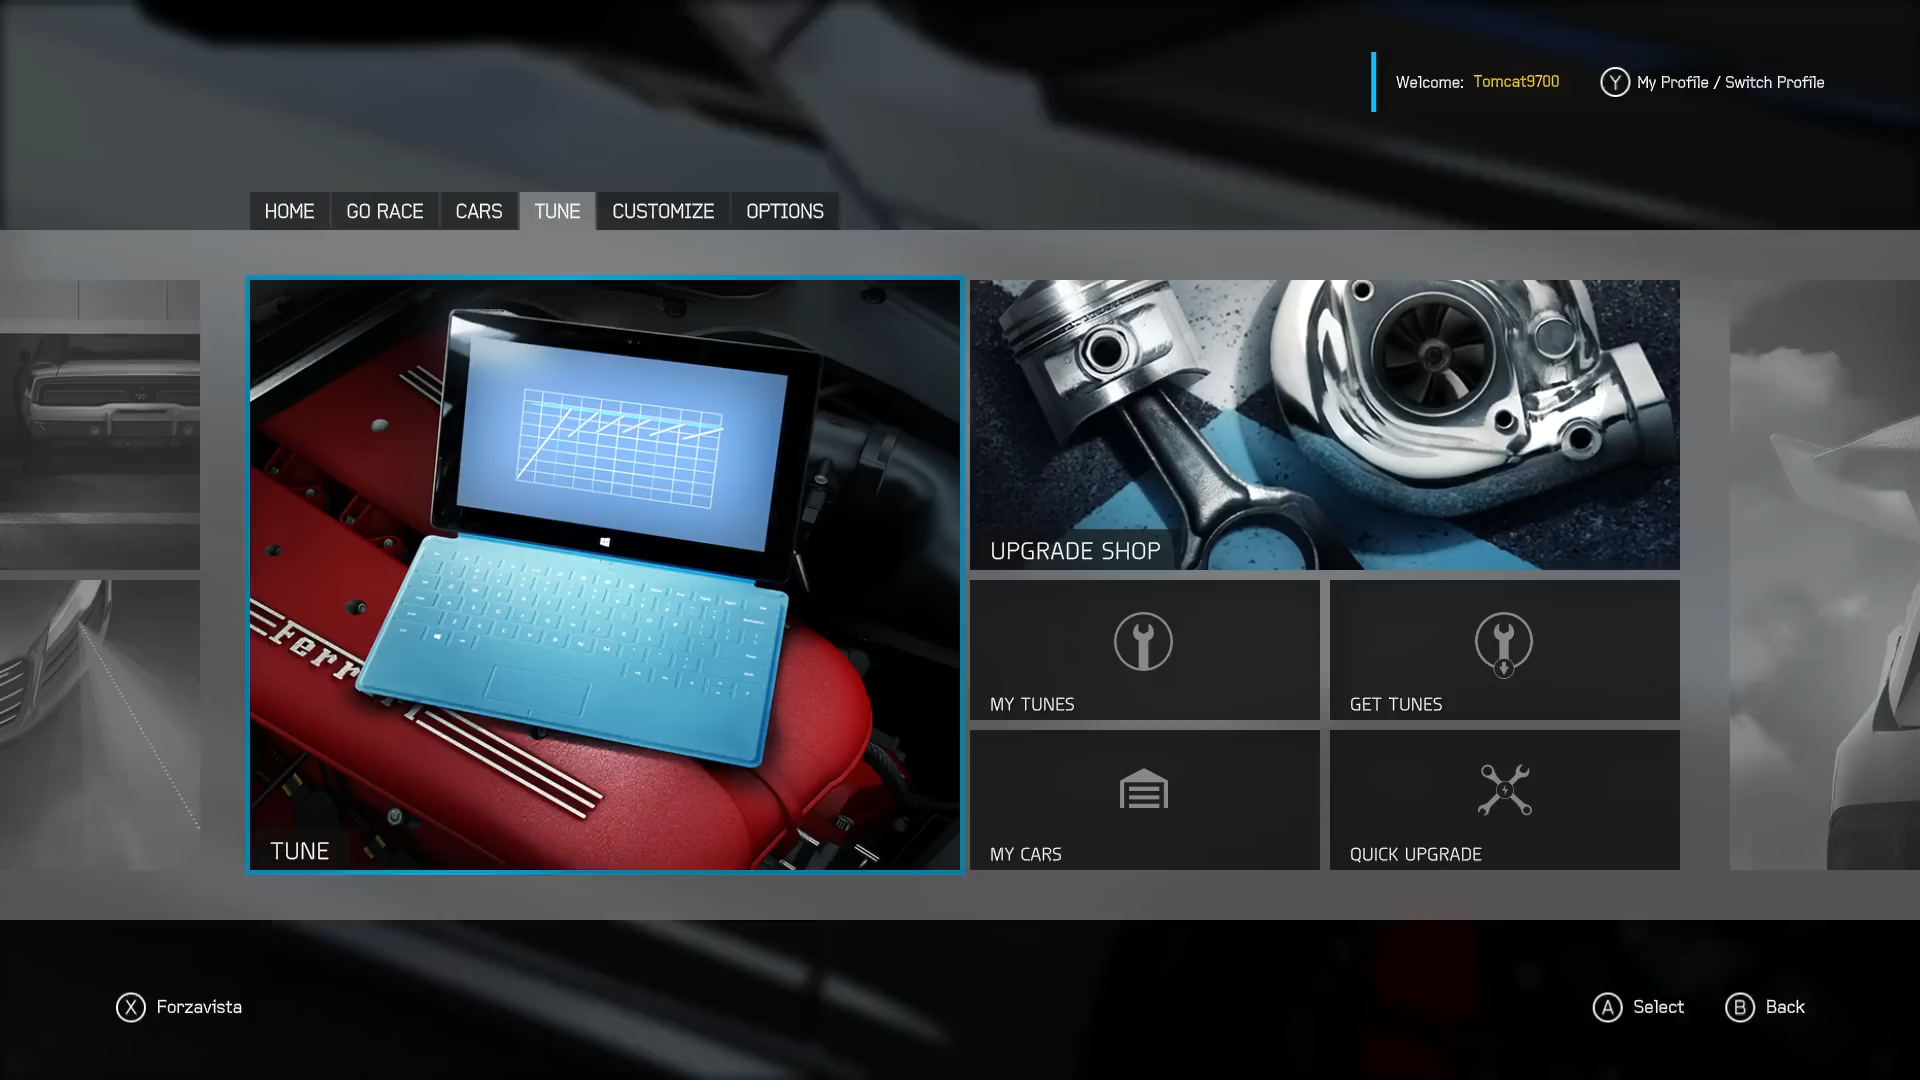 Welcome: Tomcat9700
Y My Profile / Switch Profile
HOME GO RACE CARS TUNE CUSTOMIZE OPTIONS
TUNE
UPGRADE SHOP
MY TUNES
GET TUNES
MY CARS
QUICK UPGRADE
X Forzavista
A Select
B Back